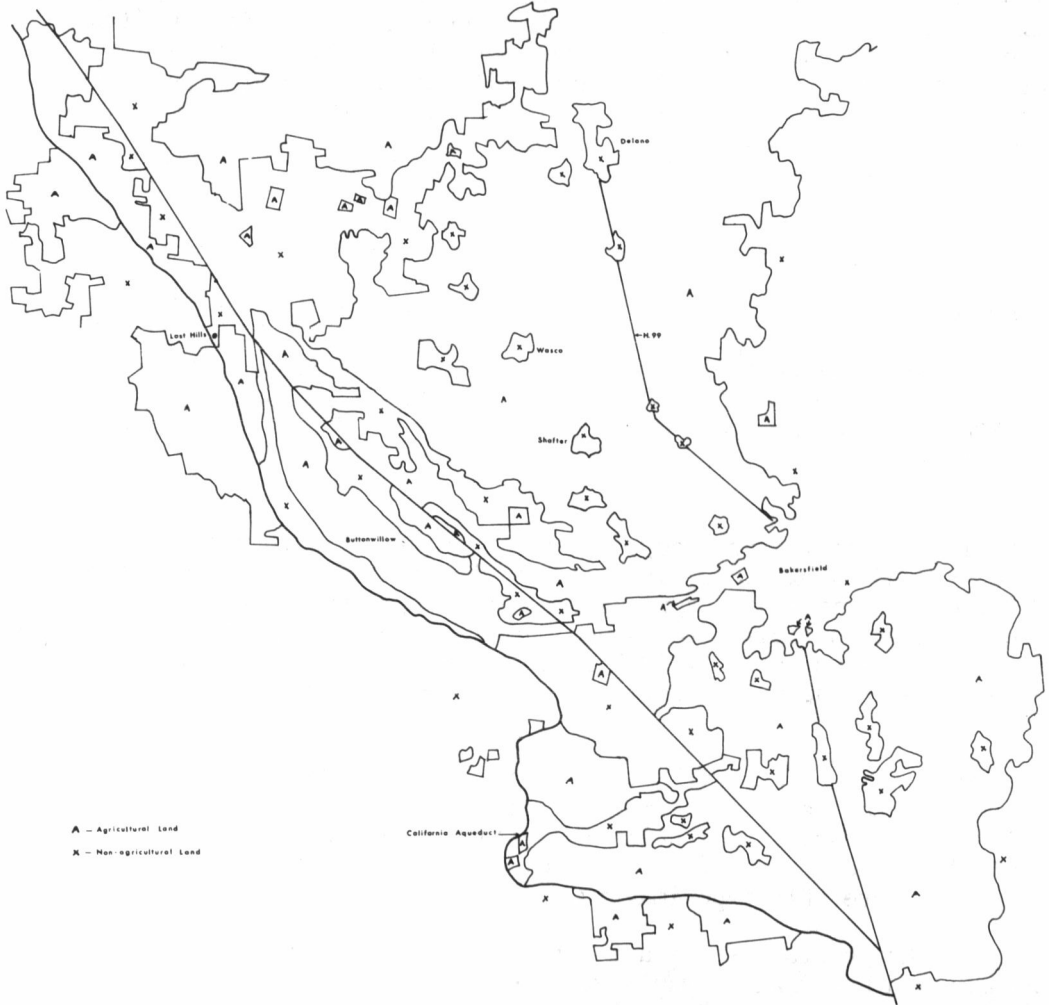 Delano
H.99
Lost Hills
Wasco
Shafter
Buttonwillow
Bakersfield
A – Agricultural Land
X – Non-agricultural Land
California Aqueduct